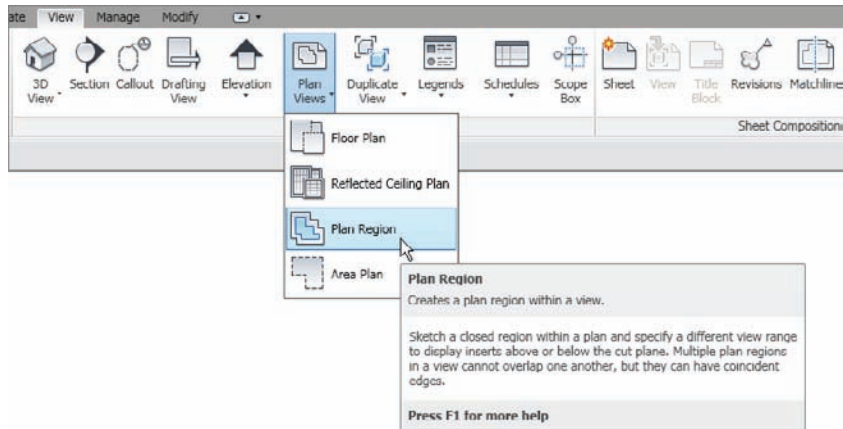 ate View Manage Modify
3D View Section Callout Drafting View Elevation Plan Views Duplicate View Legends Schedules Scope Box Sheet View Title Block Revisions Matchline
Sheet Composition
Floor Plan
Reflected Ceiling Plan
Plan Region
Area Plan
Plan Region
Creates a plan region within a view.
Sketch a closed region within a plan and specify a different view range
to display inserts above or below the cut plane. Multiple plan regions
in a view cannot overlap one another, but they can have coincident
edges.
Press F1 for more help